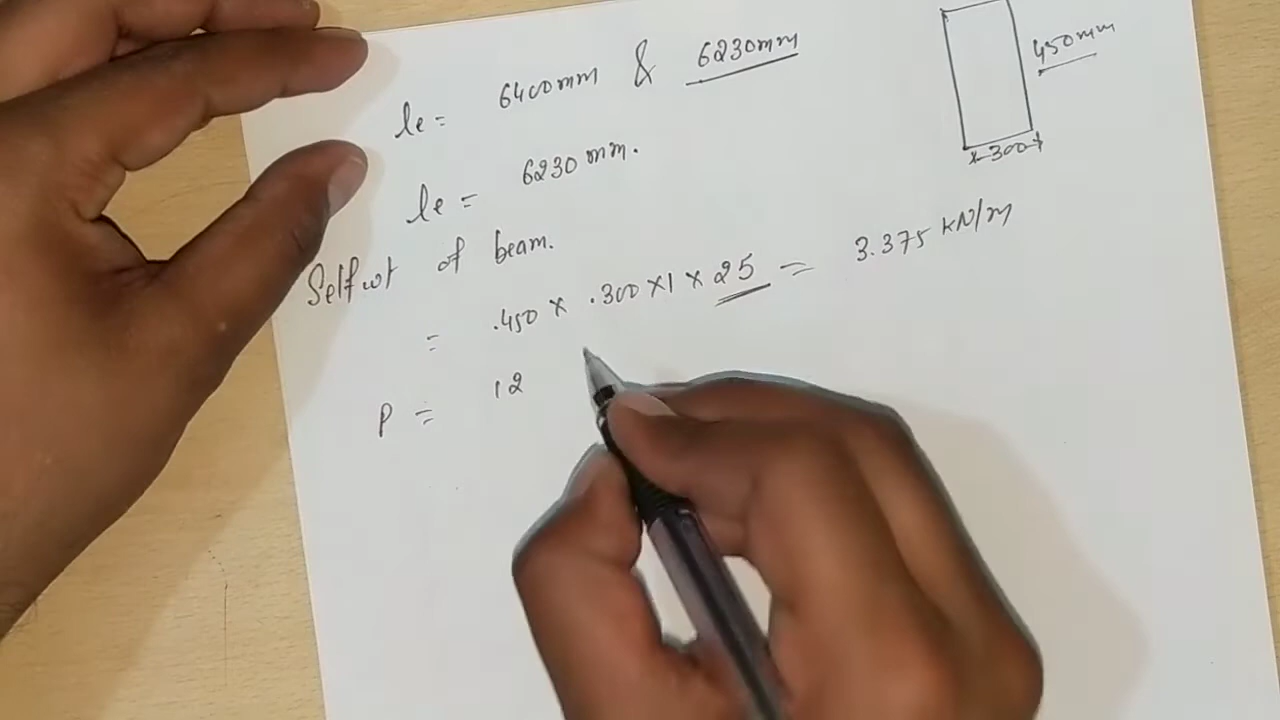 le = 6400mm & 6230mm
450mm
300
le = 6230 mm.
Selfwt of beam.
= .450 × .300 ×1 × 25 = 3.375 KN/m
P = 12